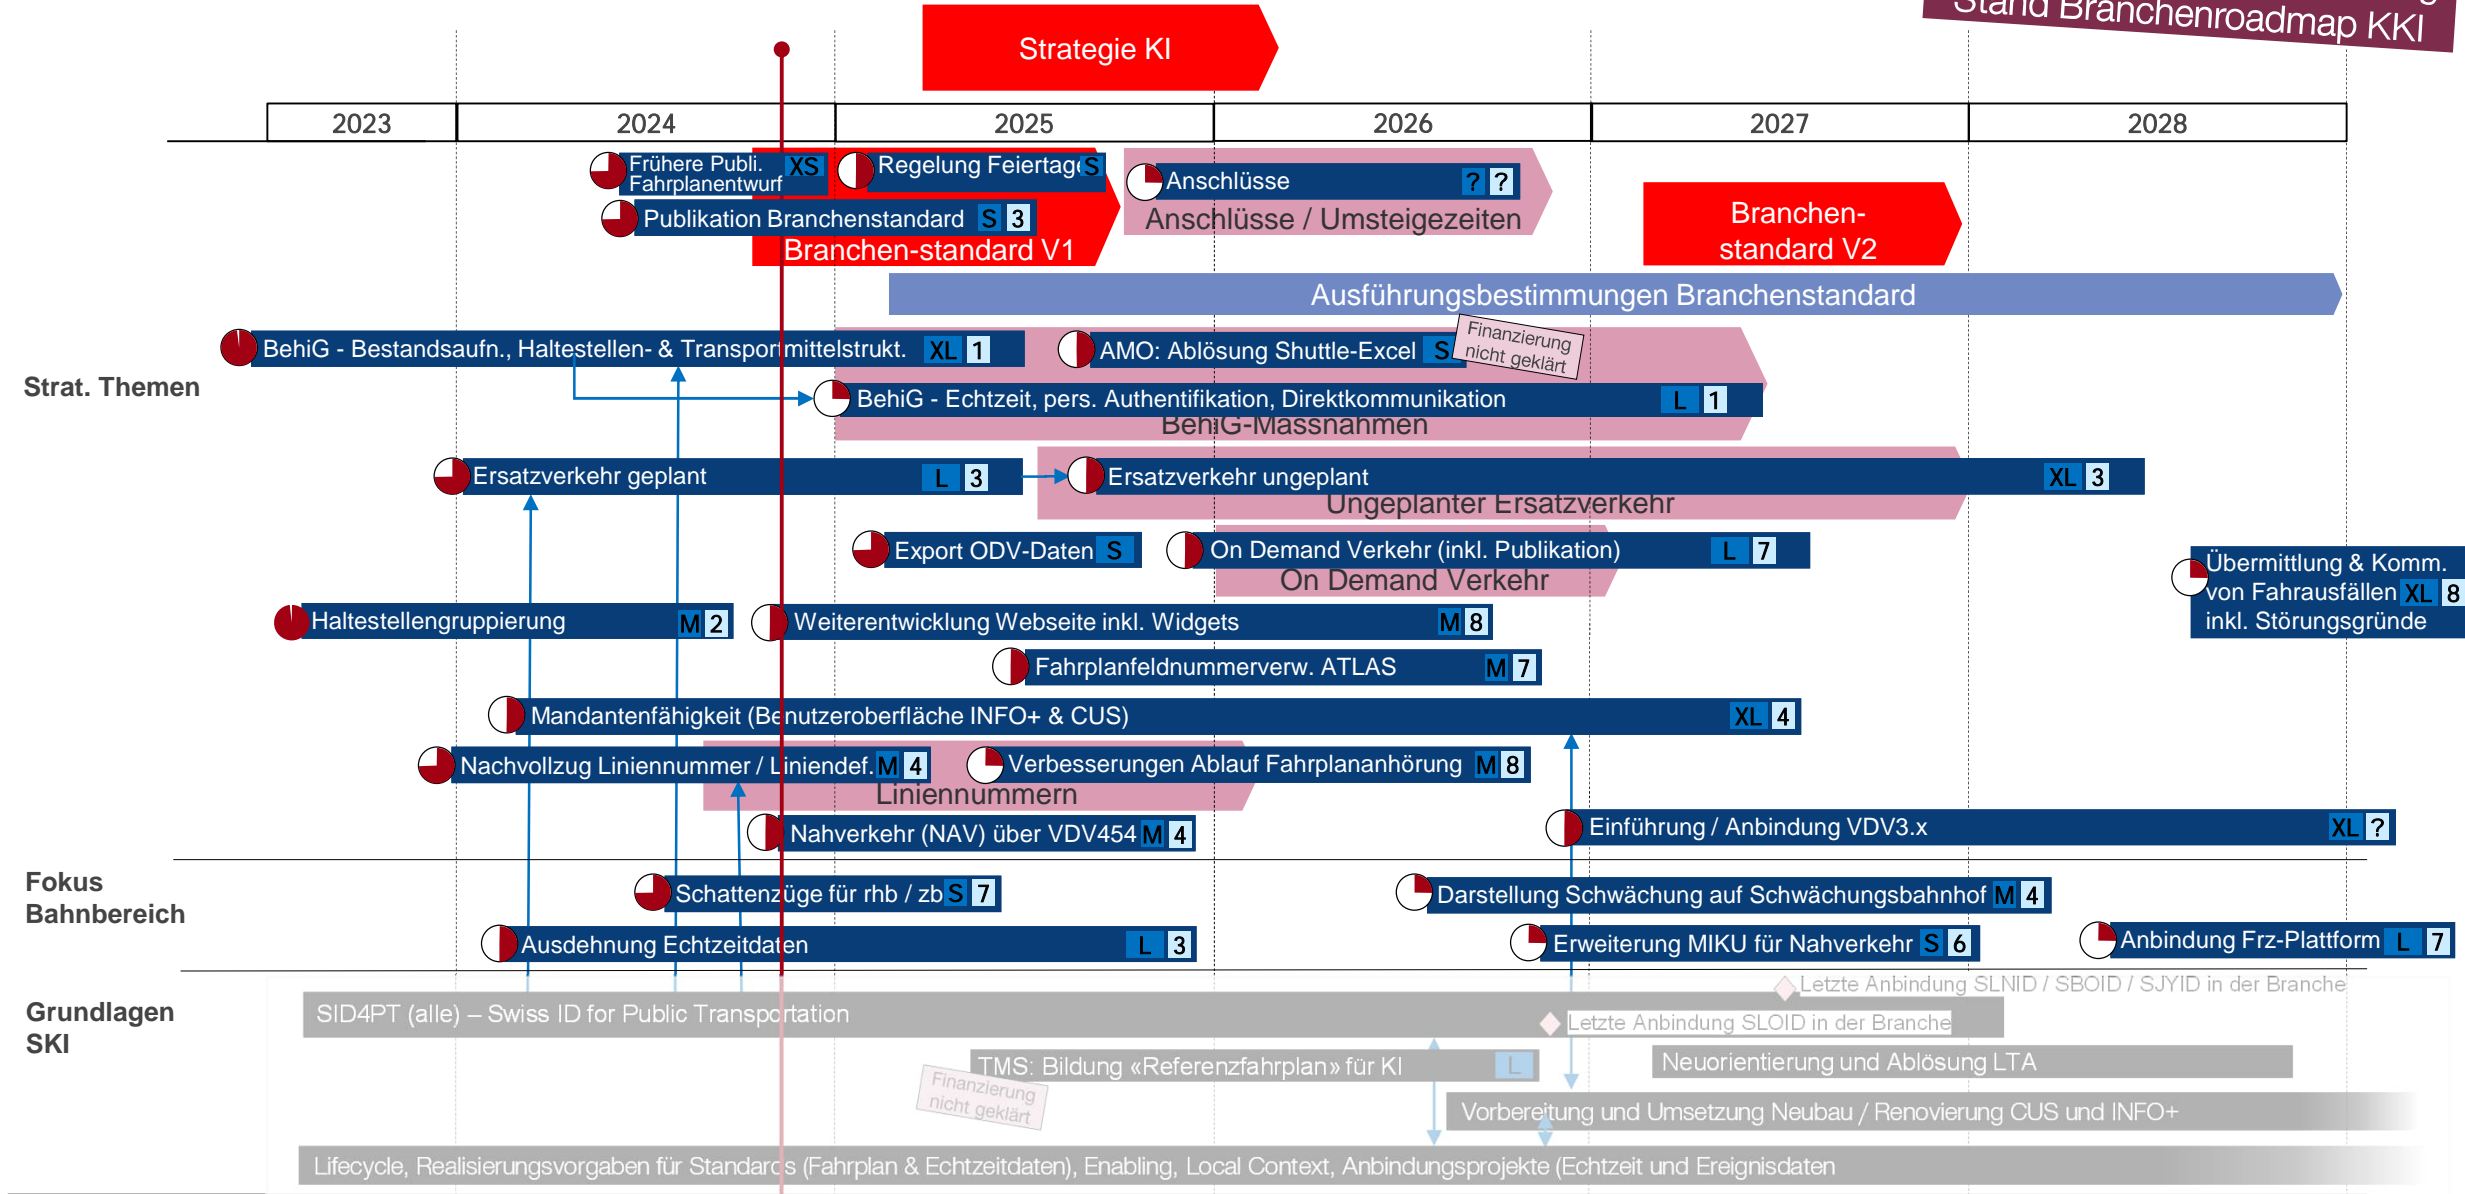 Stand Branchenroadmap KKI
Strategie KI
2023
2024
2025
2026
2027
2028
Frühere Publi. XS
Fahrplanentwurf
Regelung Feiertage S
Anschlüsse ? ?
Publikation Branchenstandard S 3
Anschlüsse / Umsteigezeiten
Branchen-standard V1
Branchen-
standard V2
Ausführungsbestimmungen Branchenstandard
Strat. Themen
BehiG - Bestandsaufn., Haltestellen- & Transportmittelstrukt. XL 1
AMO: Ablösung Shuttle-Excel S
Finanzierung
nicht geklärt
BehiG - Echtzeit, pers. Authentifikation, Direktkommunikation L 1
BehiG-Massnahmen
Ersatzverkehr geplant L 3
Ersatzverkehr ungeplant XL 3
Ungeplanter Ersatzverkehr
Export ODV-Daten S
On Demand Verkehr (inkl. Publikation) L 7
On Demand Verkehr
Übermittlung & Komm.
von Fahrausfällen XL 8
inkl. Störungsgründe
Haltestellengruppierung M 2
Weiterentwicklung Webseite inkl. Widgets M 8
Fahrplanfeldnummerverw. ATLAS M 7
Mandantenfähigkeit (Benutzeroberfläche INFO+ & CUS) XL 4
Nachvollzug Liniennummer / Liniendef. M 4
Verbesserungen Ablauf Fahrplananhörung M 8
Liniennummern
Nahverkehr (NAV) über VDV454 M 4
Einführung / Anbindung VDV3.x XL ?
Fokus
Bahnbereich
Schattenzüge für rhb / zb S 7
Darstellung Schwächung auf Schwächungsbahnhof M 4
Ausdehnung Echtzeitdaten L 3
Erweiterung MIKU für Nahverkehr S 6
Anbindung Frz-Plattform L 7
Grundlagen
SKI
Letzte Anbindung SLNID / SBOID / SJYID in der Branche
SID4PT (alle) – Swiss ID for Public Transportation
Letzte Anbindung SLOID in der Branche
TMS: Bildung «Referenzfahrplan» für KI L
Neuorientierung und Ablösung LTA
Finanzierung
nicht geklärt
Vorbereitung und Umsetzung Neubau / Renovierung CUS und INFO+
Lifecycle, Realisierungsvorgaben für Standards (Fahrplan & Echtzeitdaten), Enabling, Local Context, Anbindungsprojekte (Echtzeit und Ereignisdaten